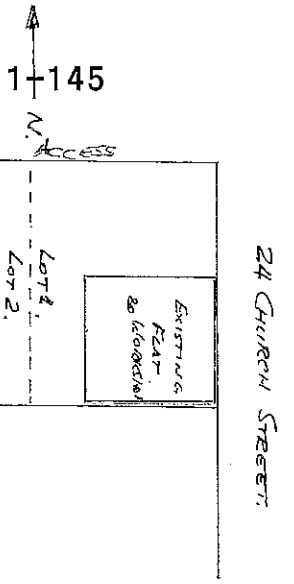 1-145
N.
ACCESS
24 CHURCH STREET.
EXISTING
FLAT.
& WORKSHOP
LOT 1.
LOT 2.